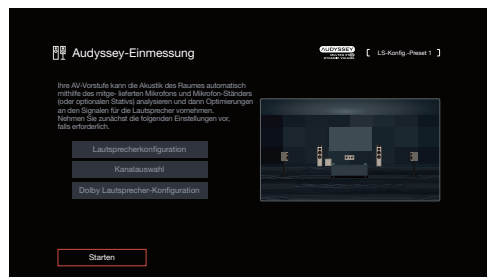 Audyssey-Einmessung
AUDYSSEY
[ LS-Konfig.-Preset 1 ]
Ihre AV-Vorstufe kann die Akustik des Raumes automatisch
mithilfe des mitge- lieferten Mikrofons und Mikrofon-Ständers
(oder optionalen Stativs) analysieren und dann Optimierungen
an den Signalen für die Lautsprecher vornehmen.
Nehmen Sie zunächst die folgenden Einstellungen vor,
falls erforderlich.
Lautsprecherkonfiguration
Kanalauswahl
Dolby Lautsprecher-Konfiguration
Starten